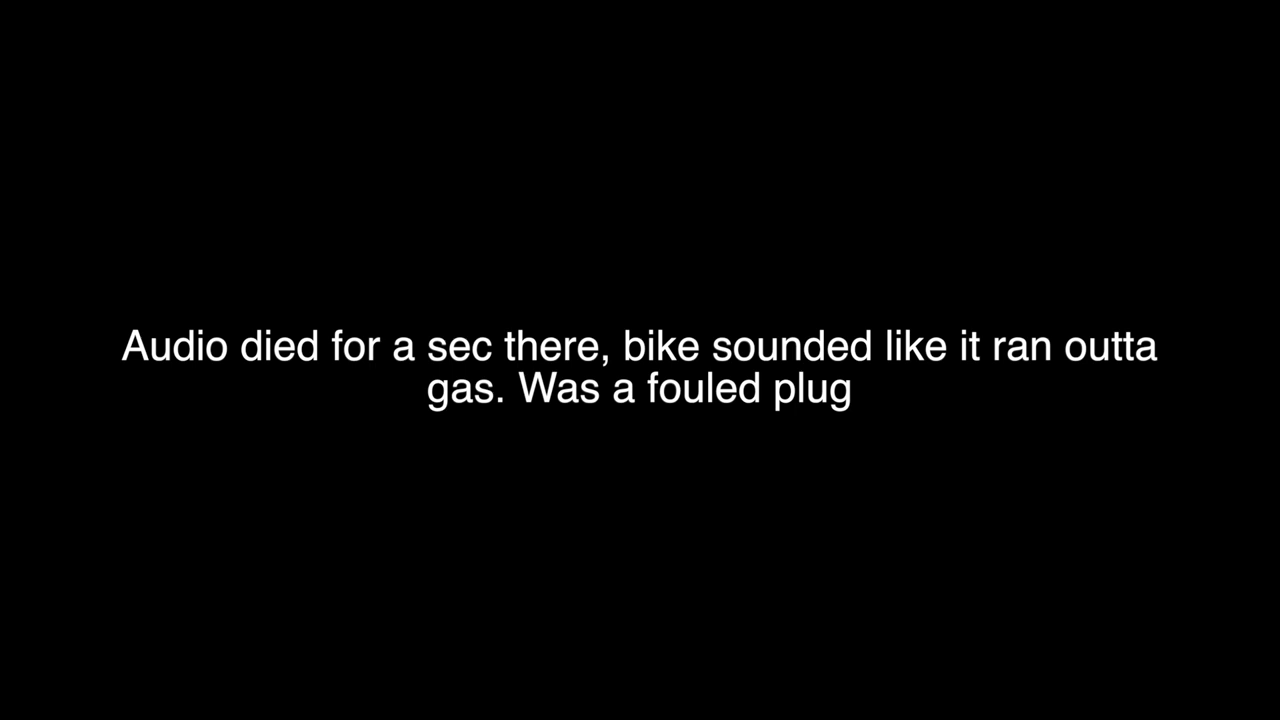 Audio died for a sec there, bike sounded like it ran outta
gas. Was a fouled plug